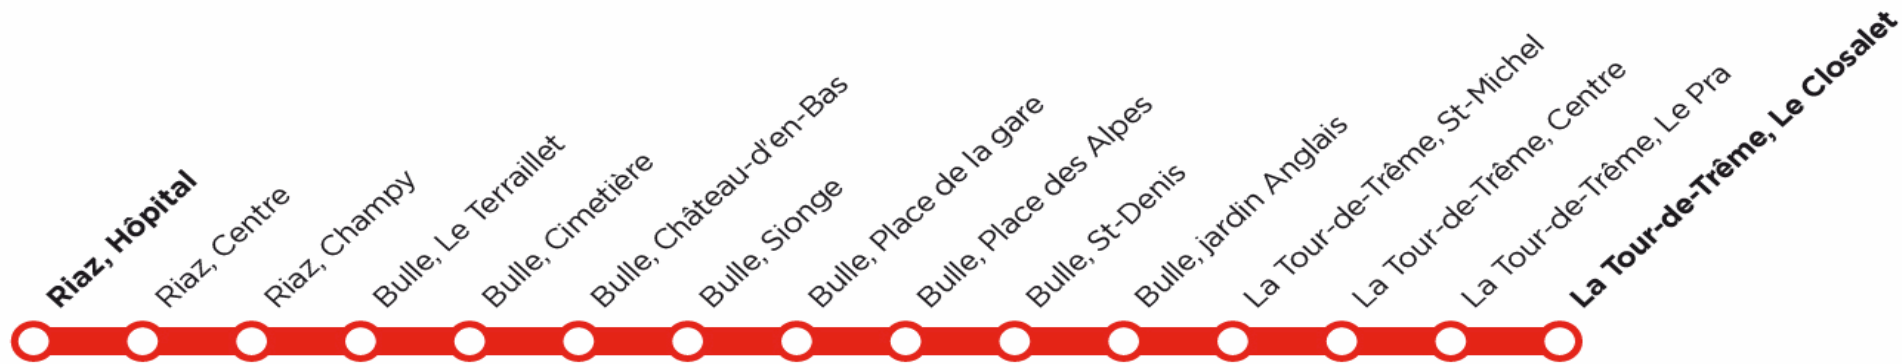 Riaz, Hôpital
Riaz, Centre
Riaz, Champy
Bulle, Le Terraillet
Bulle, Cimetière
Bulle, Château-d'en-Bas
Bulle, Sionge
Bulle, Place de la gare
Bulle, Place des Alpes
Bulle, St-Denis
Bulle, jardin Anglais
La Tour-de-Trême, St-Michel
La Tour-de-Trême, Centre
La Tour-de-Trême, Le Pra
La Tour-de-Trême, Le Closalet